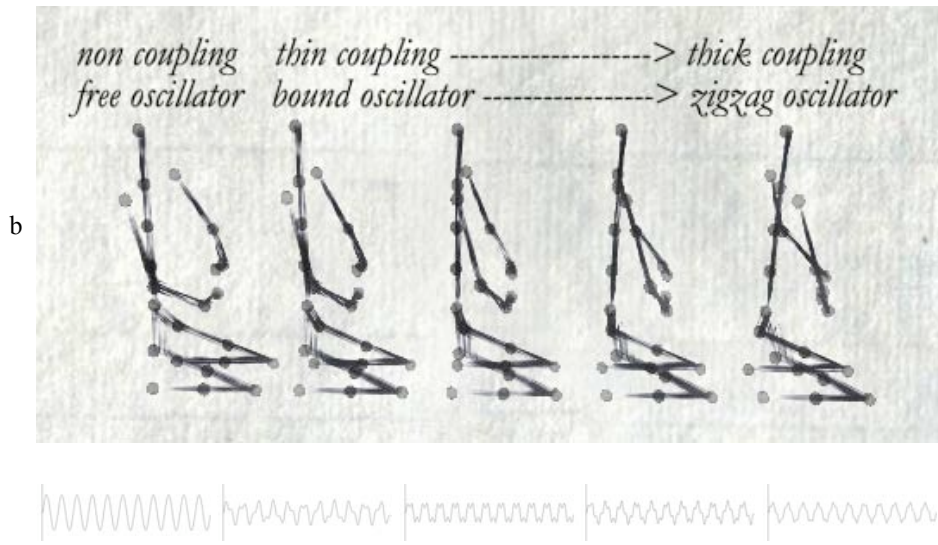 non coupling thin coupling -----------------------> thick coupling
free oscillator bound oscillator -------------------> zigzag oscillator
b